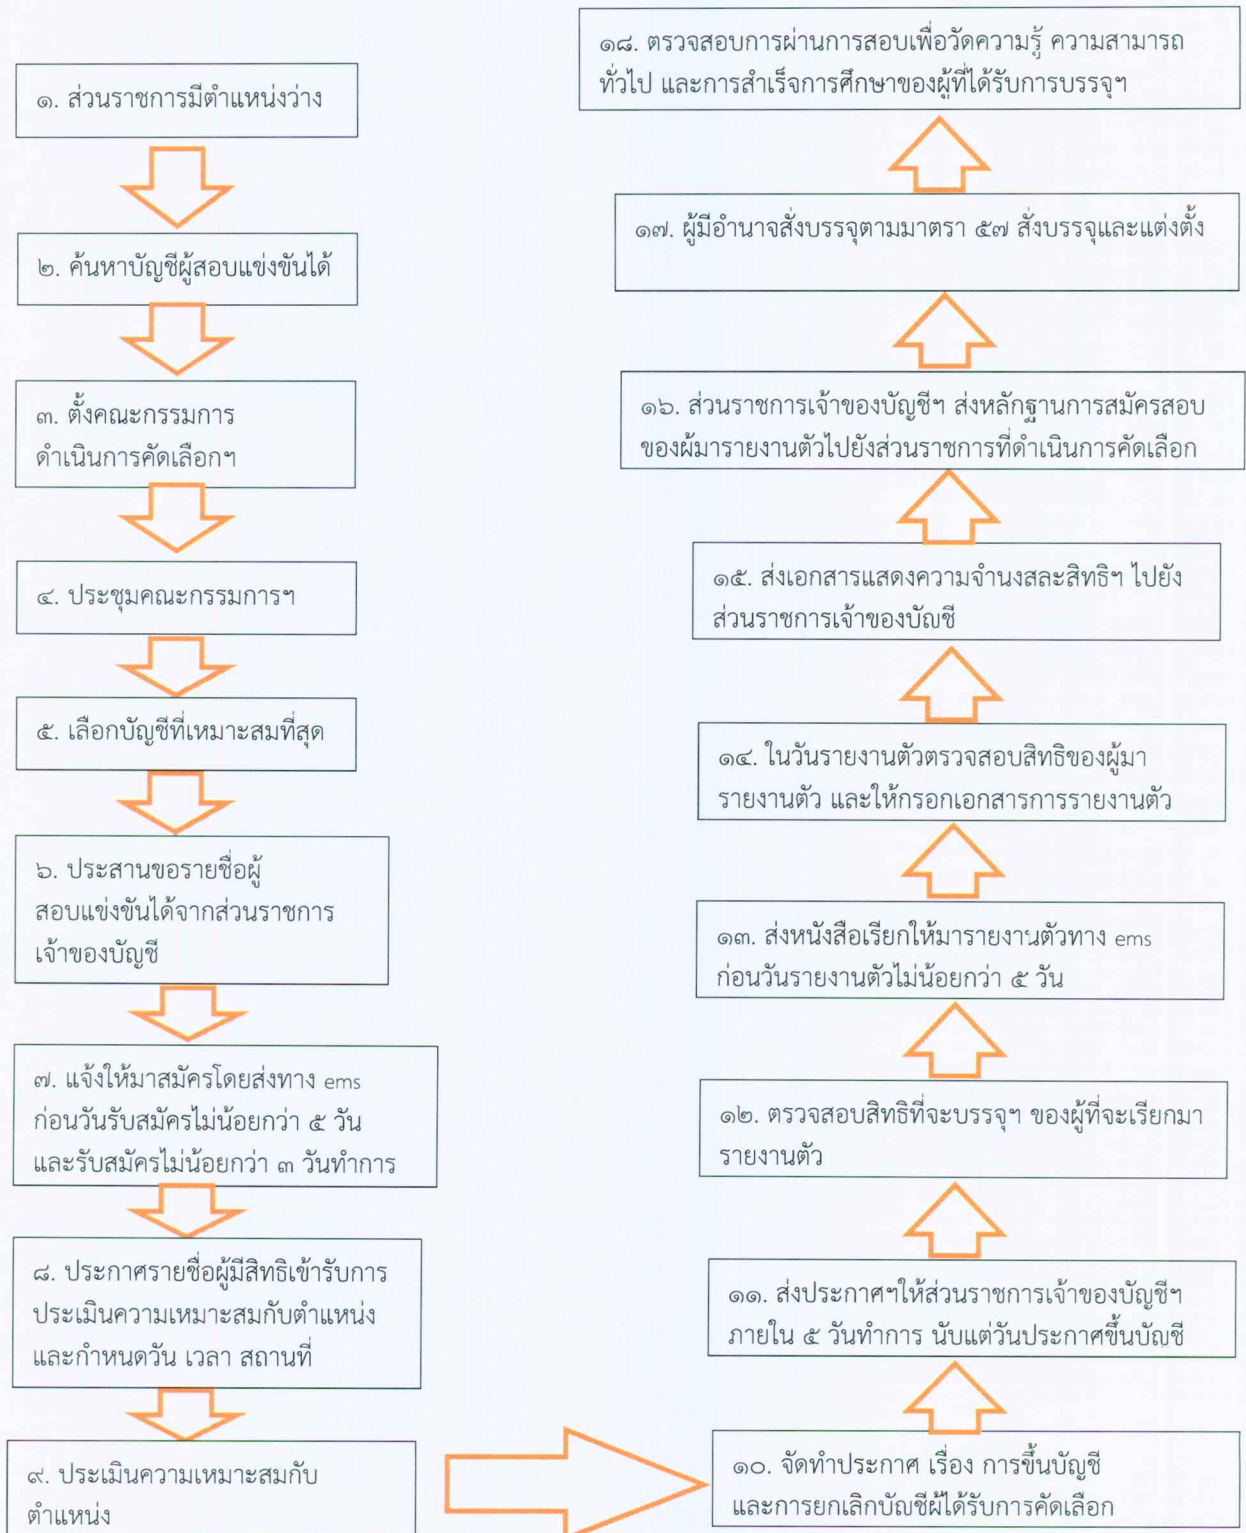 ๑. ส่วนราชการมีตำแหน่งว่าง
๒. ค้นหาบัญชีผู้สอบแข่งขันได้
๓. ตั้งคณะกรรมการ
ดำเนินการคัดเลือกฯ
๔. ประชุมคณะกรรมการฯ
๕. เลือกบัญชีที่เหมาะสมที่สุด
๖. ประสานขอรายชื่อผู้
สอบแข่งขันได้จากส่วนราชการ
เจ้าของบัญชี
๗. แจ้งให้มาสมัครโดยส่งทาง ems
ก่อนวันรับสมัครไม่น้อยกว่า ๕ วัน
และรับสมัครไม่น้อยกว่า ๓ วันทำการ
๘. ประกาศรายชื่อผู้มีสิทธิเข้ารับการ
ประเมินความเหมาะสมกับตำแหน่ง
และกำหนดวัน เวลา สถานที่
๙. ประเมินความเหมาะสมกับ
ตำแหน่ง
๑๐. จัดทำประกาศ เรื่อง การขึ้นบัญชี
และการยกเลิกบัญชีผู้ได้รับการคัดเลือก
๑๑. ส่งประกาศฯให้ส่วนราชการเจ้าของบัญชีฯ
ภายใน ๕ วันทำการ นับแต่วันประกาศขึ้นบัญชี
๑๒. ตรวจสอบสิทธิที่จะบรรจุฯ ของผู้ที่จะเรียกมา
รายงานตัว
๑๓. ส่งหนังสือเรียกให้มารายงานตัวทาง ems
ก่อนวันรายงานตัวไม่น้อยกว่า ๕ วัน
๑๔. ในวันรายงานตัวตรวจสอบสิทธิของผู้มา
รายงานตัว และให้กรอกเอกสารการรายงานตัว
๑๕. ส่งเอกสารแสดงความจำนงสละสิทธิฯ ไปยัง
ส่วนราชการเจ้าของบัญชี
๑๖. ส่วนราชการเจ้าของบัญชีฯ ส่งหลักฐานการสมัครสอบ
ของผู้มารายงานตัวไปยังส่วนราชการที่ดำเนินการคัดเลือก
๑๗. ผู้มีอำนาจสั่งบรรจุตามมาตรา ๕๗ สั่งบรรจุและแต่งตั้ง
๑๘. ตรวจสอบการผ่านการสอบเพื่อวัดความรู้ ความสามารถ
ทั่วไป และการสำเร็จการศึกษาของผู้ที่ได้รับการบรรจุฯ